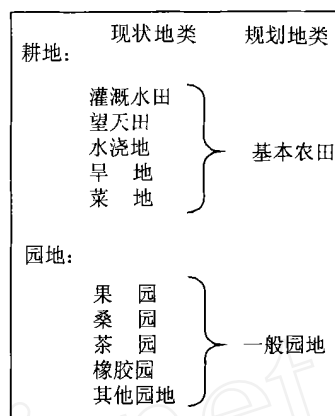 现状地类 规划地类
耕地：
灌溉水田
望天田
水浇地
基本农田
旱 地
菜 地
园地：
果 园
桑 园
茶 园
一般园地
橡胶园
其他园地